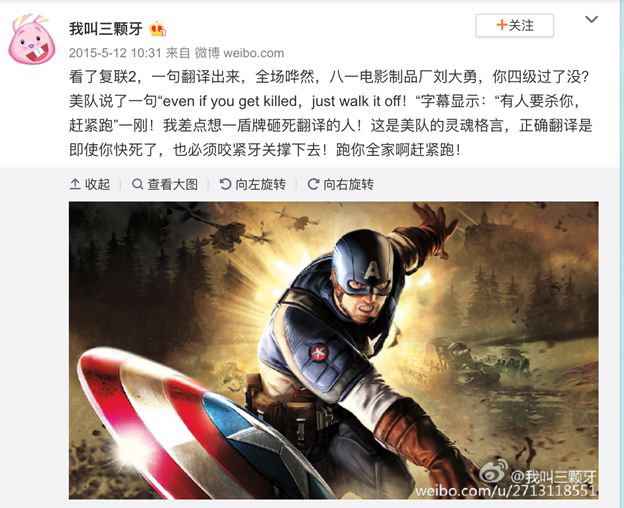 我叫三颗牙
+关注
2015-5-12 10:31 来自 微博 weibo.com
看了复联2，一句翻译出来，全场哗然，八一电影制品厂刘大勇，你四级过了没？
美队说了一句“even if you get killed，just walk it off！“字幕显示：“有人要杀你，
赶紧跑”一刚！我差点想一盾牌砸死翻译的人！这是美队的灵魂格言，正确翻译是
即使你快死了，也必须咬紧牙关撑下去！跑你全家啊赶紧跑！
收起 查看大图 向左旋转 向右旋转
A
@我叫三颗牙
weibo.com/u/2713118551